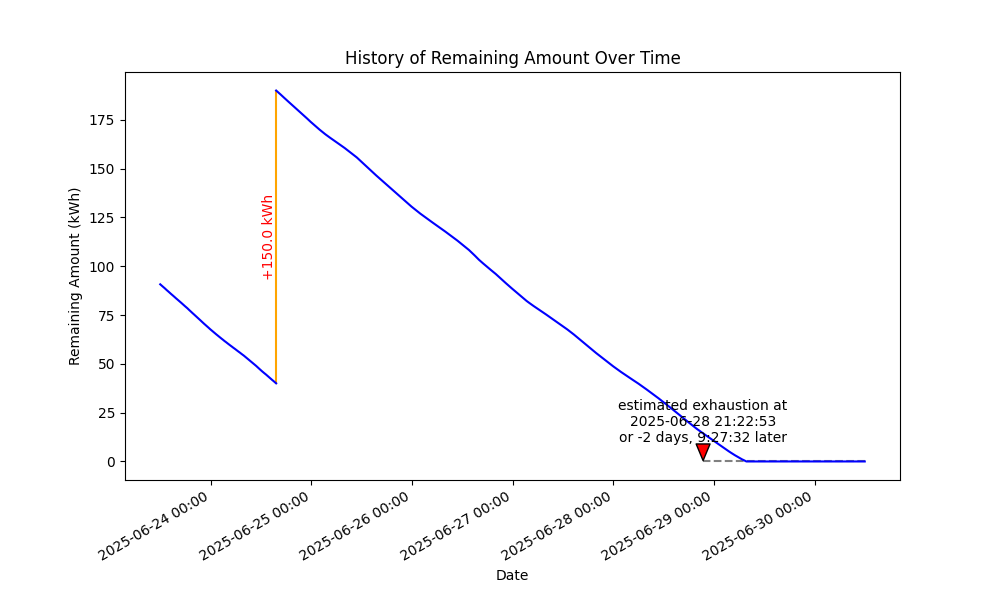 History of Remaining Amount Over Time
Remaining Amount (kWh)
175
150
125
100
75
50
25
0
+150.0 kWh
estimated exhaustion at
2025-06-28 21:22:53
or -2 days, 9:27:32 later
2025-06-24 00:00
2025-06-25 00:00
2025-06-26 00:00
2025-06-27 00:00
2025-06-28 00:00
2025-06-29 00:00
2025-06-30 00:00
Date